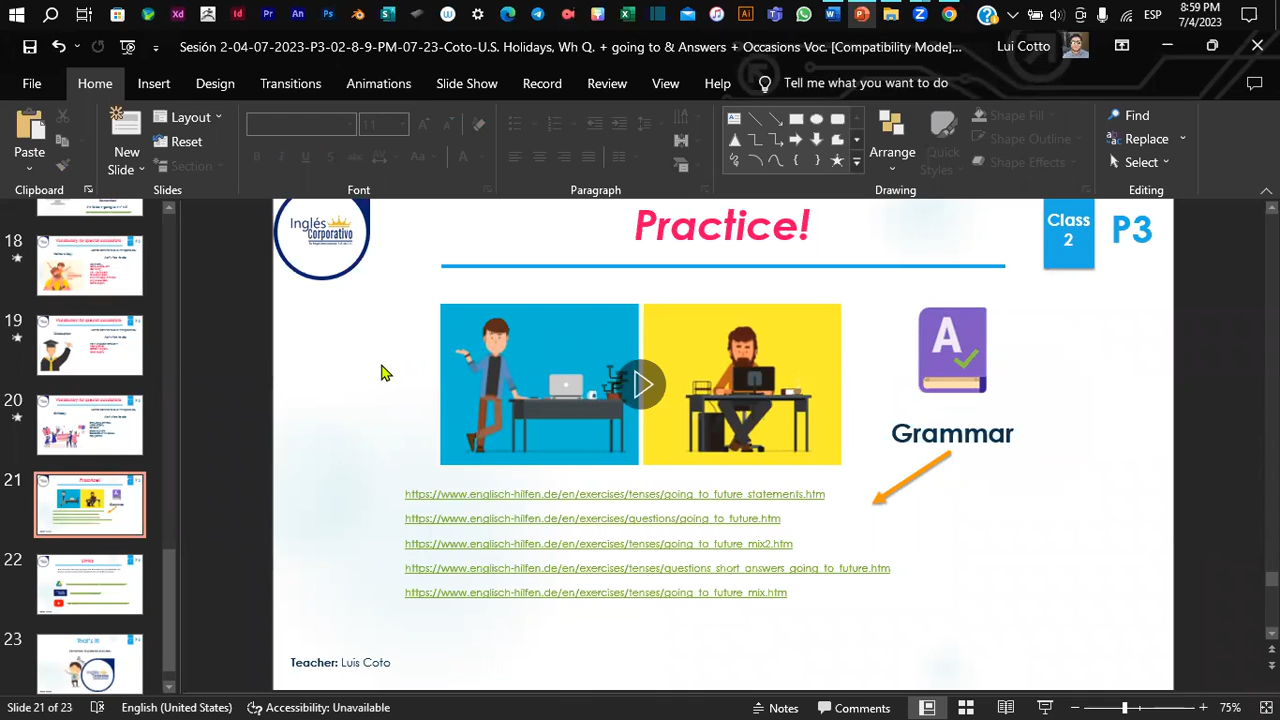 8:59 PM
ESP
7/4/2023
Sesión 2-04-07-2023-P3-02-8-9-PM-07-23-Coto-U.S. Holidays, Wh Q. + going to & Answers + Occasions Voc. [Compatibility Mode]...
Lui Cotto
File Home Insert Design Transitions Animations Slide Show Record Review View Help Tell me what you want to do
Paste
New Slide
Layout
Reset
Section
11
Arrange
Quick Styles
Shape Fill
Shape Outline
Shape Effects
Find
Replace
Select
Clipboard Slides Font Paragraph Drawing Editing
18
19
20
21
22
23
Inglés
Corporativo
Practice!
Class
2
P3
A
Grammar
https://www.englisch-hilfen.de/en/exercises/tenses/going_to_future_statements.htm
https://www.englisch-hilfen.de/en/exercises/questions/going_to_future.htm
https://www.englisch-hilfen.de/en/exercises/tenses/going_to_future_mix2.htm
https://www.englisch-hilfen.de/en/exercises/tenses/questions_short_answers_going_to_future.htm
https://www.englisch-hilfen.de/en/exercises/tenses/going_to_future_mix.htm
Teacher: Luis Coto
Slide 21 of 23 English (United States) Accessibility: Unavailable Notes Comments 75%